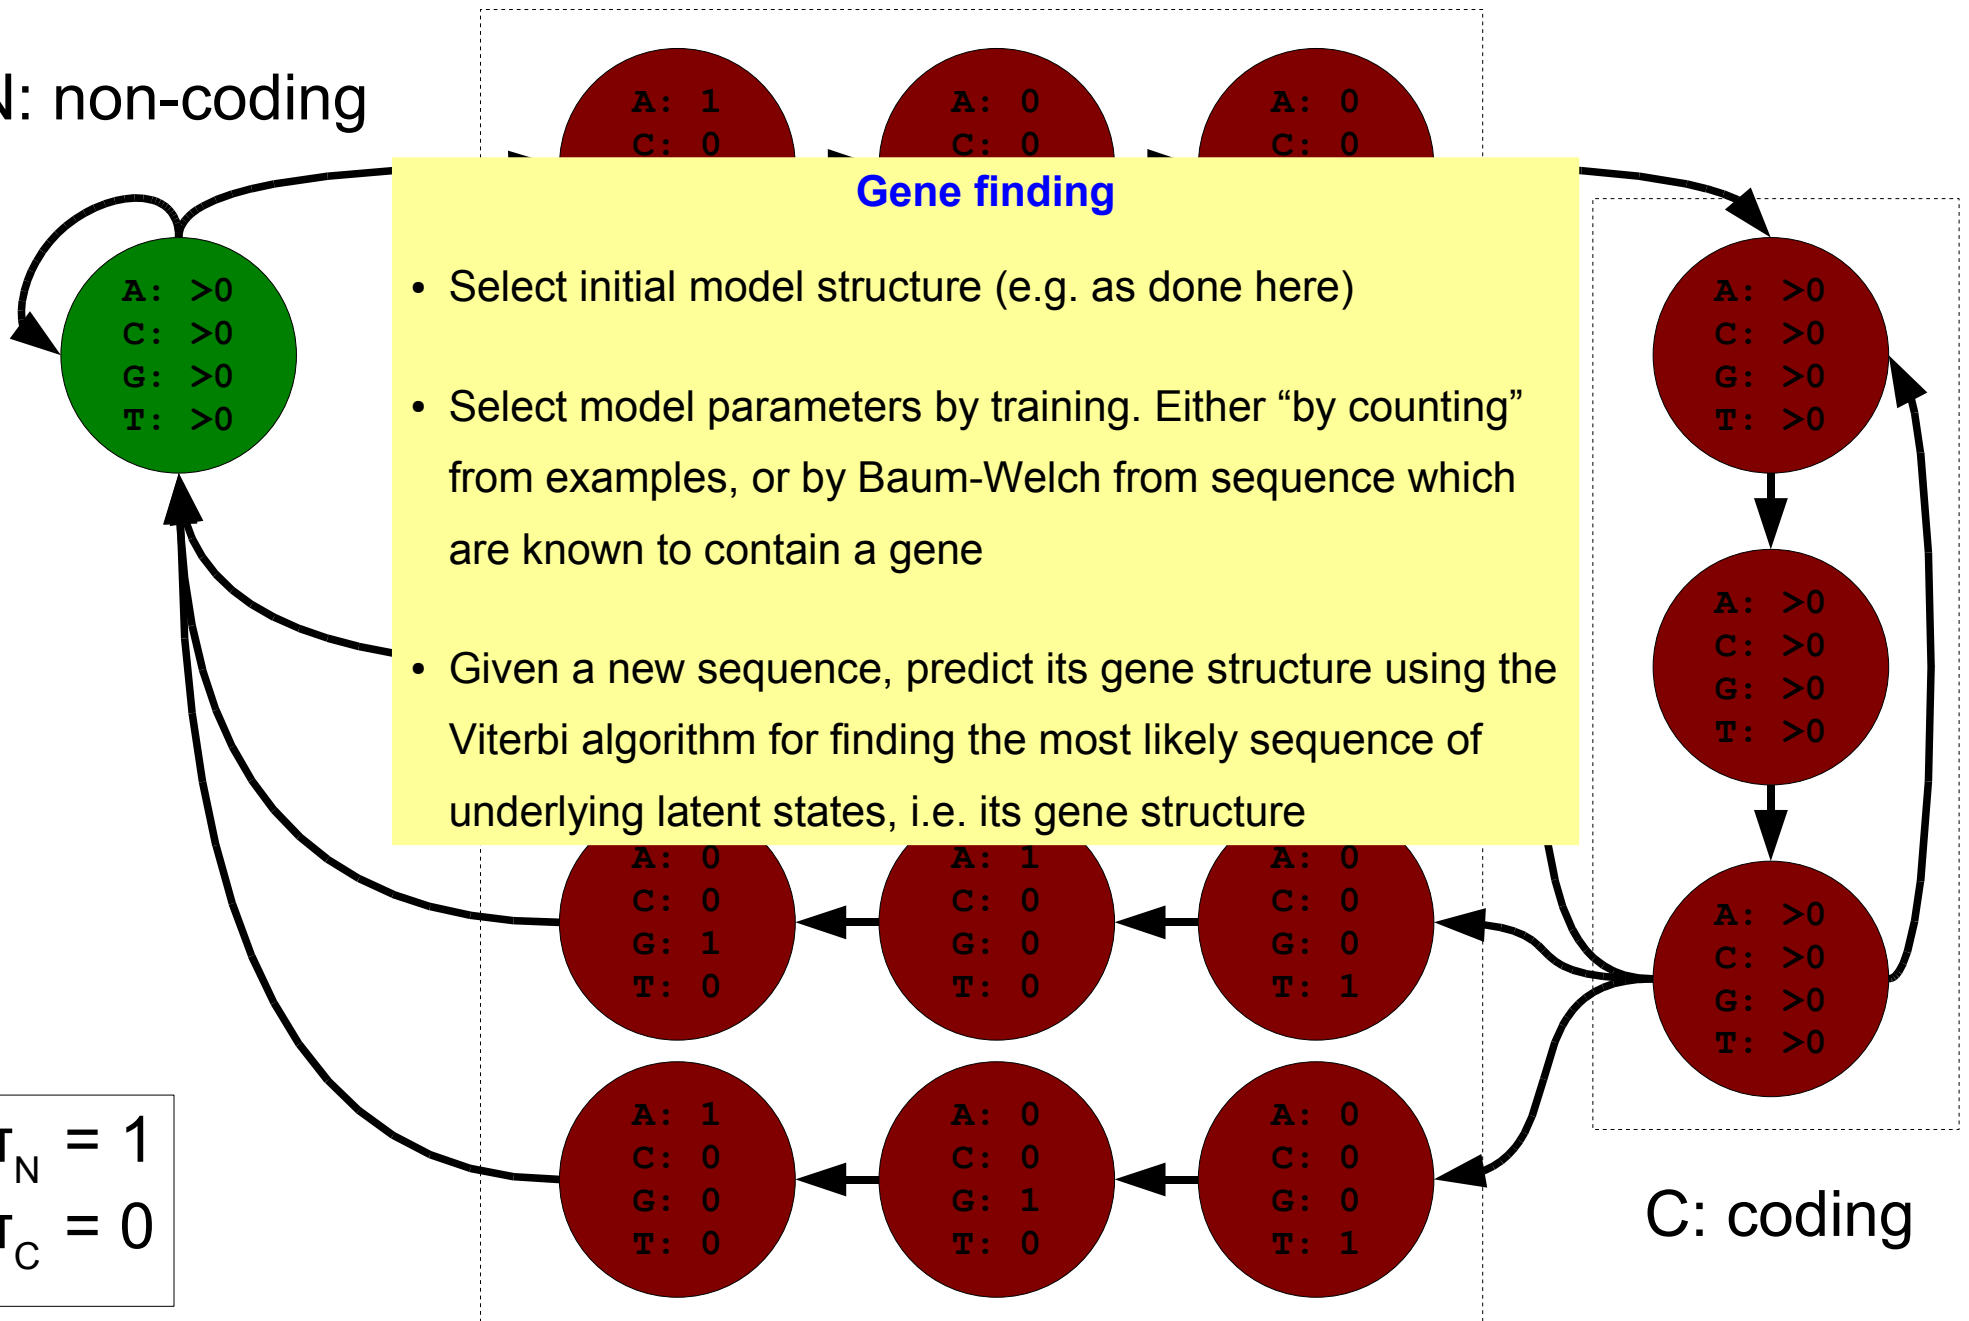 N: non-coding
A: 1
C: 0
A: 0
C: 0
A: 0
C: 0
Gene finding
• Select initial model structure (e.g. as done here)
• Select model parameters by training. Either “by counting”
from examples, or by Baum-Welch from sequence which
are known to contain a gene
• Given a new sequence, predict its gene structure using the
Viterbi algorithm for finding the most likely sequence of
underlying latent states, i.e. its gene structure
A: >0
C: >0
G: >0
T: >0
A: >0
C: >0
G: >0
T: >0
A: >0
C: >0
G: >0
T: >0
A: >0
C: >0
G: >0
T: >0
A: 0
C: 0
G: 1
T: 0
A: 1
C: 0
G: 0
T: 0
A: 0
C: 0
G: 0
T: 1
A: 1
C: 0
G: 0
T: 0
A: 0
C: 0
G: 1
T: 0
A: 0
C: 0
G: 0
T: 1
π_N = 1
π_C = 0
C: coding